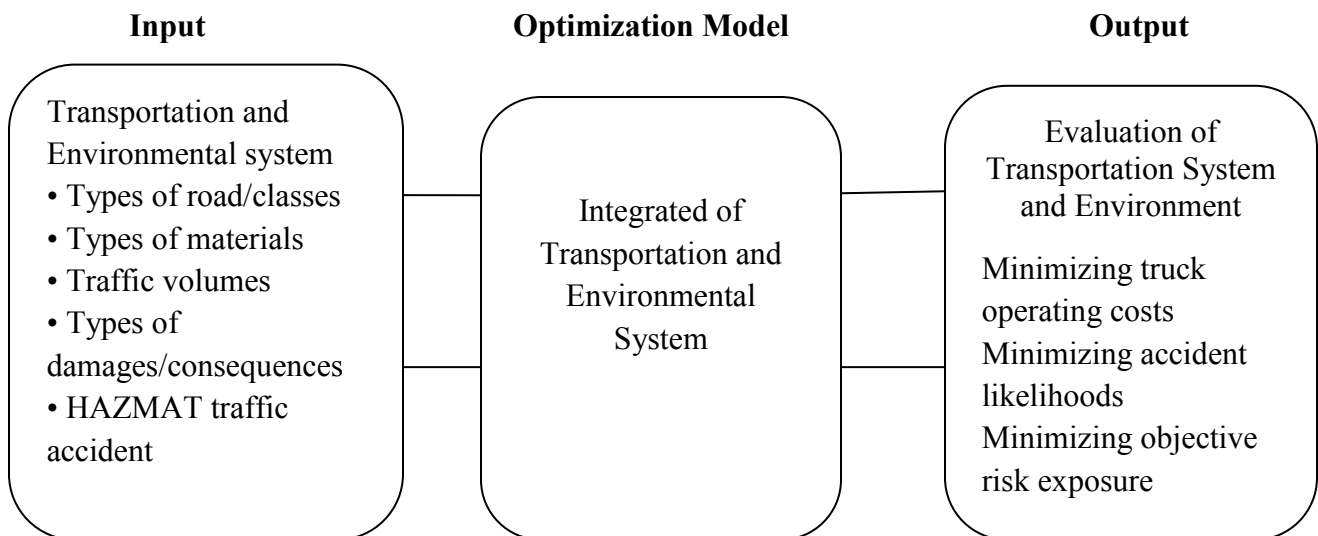 Input
Optimization Model
Output
Transportation and
Environmental system
• Types of road/classes
• Types of materials
• Traffic volumes
• Types of
damages/consequences
• HAZMAT traffic
accident
Integrated of
Transportation and
Environmental
System
Evaluation of
Transportation System
and Environment
Minimizing truck
operating costs
Minimizing accident
likelihoods
Minimizing objective
risk exposure